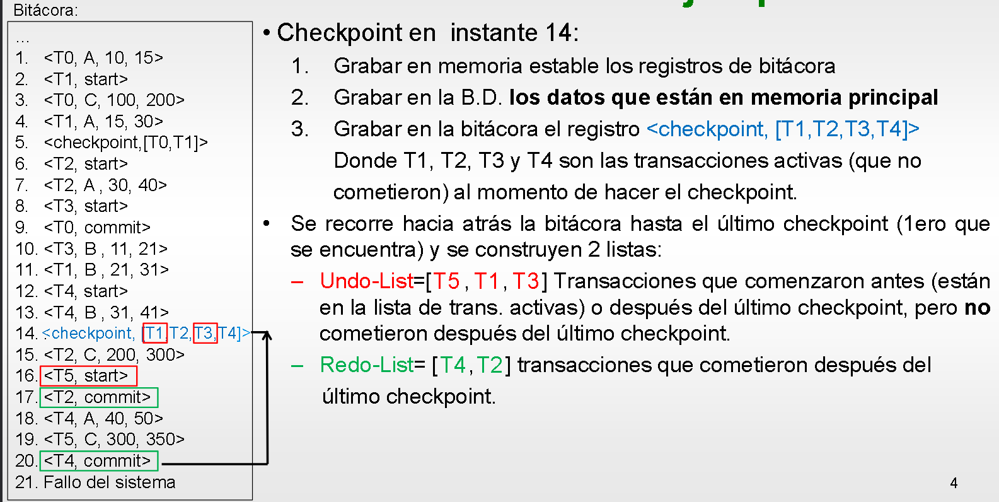 Bitácora:
...
1. <T0, A, 10, 15>
2. <T1, start>
3. <T0, C, 100, 200>
4. <T1, A, 15, 30>
5. <checkpoint,[T0,T1]>
6. <T2, start>
7. <T2, A , 30, 40>
8. <T3, start>
9. <T0, commit>
10. <T3, B , 11, 21>
11. <T1, B , 21, 31>
12. <T4, start>
13. <T4, B , 31, 41>
14. <checkpoint, [T1,T2,T3,T4]>
15. <T2, C, 200, 300>
16. <T5, start>
17. <T2, commit>
18. <T4, A, 40, 50>
19. <T5, C, 300, 350>
20. <T4, commit>
21. Fallo del sistema
• Checkpoint en instante 14:
1. Grabar en memoria estable los registros de bitácora
2. Grabar en la B.D. los datos que están en memoria principal
3. Grabar en la bitácora el registro <checkpoint, [T1,T2,T3,T4]>
Donde T1, T2, T3 y T4 son las transacciones activas (que no
cometieron) al momento de hacer el checkpoint.
• Se recorre hacia atrás la bitácora hasta el último checkpoint (1ero que
se encuentra) y se construyen 2 listas:
– Undo-List=[T5 , T1 , T3] Transacciones que comenzaron antes (están
en la lista de trans. activas) o después del último checkpoint, pero no
cometieron después del último checkpoint.
– Redo-List= [T4,T2] transacciones que cometieron después del
último checkpoint.
4